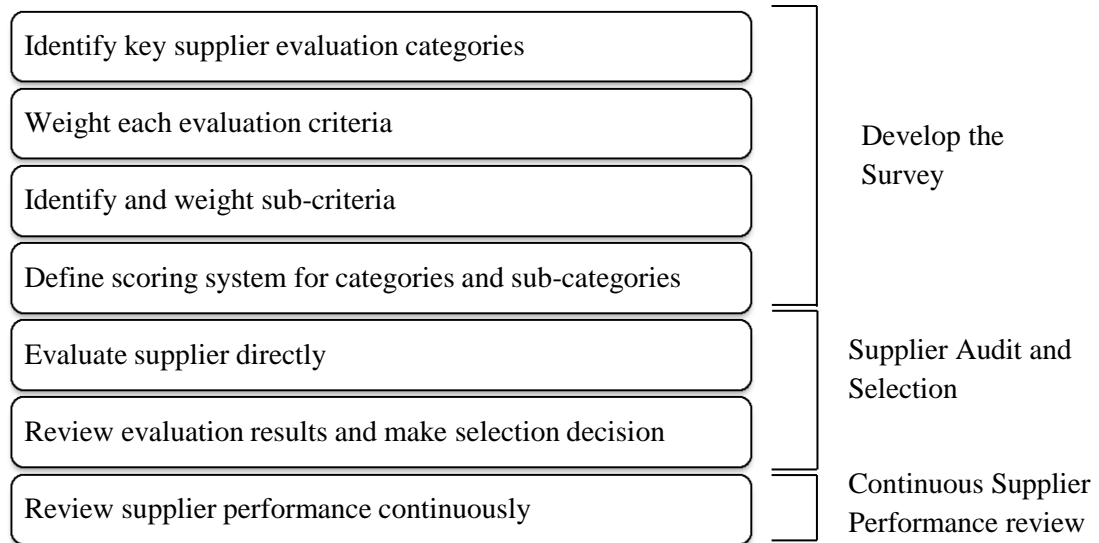 Identify key supplier evaluation categories
Weight each evaluation criteria
Identify and weight sub-criteria
Define scoring system for categories and sub-categories
Evaluate supplier directly
Review evaluation results and make selection decision
Review supplier performance continuously
Develop the
Survey
Supplier Audit and
Selection
Continuous Supplier
Performance review